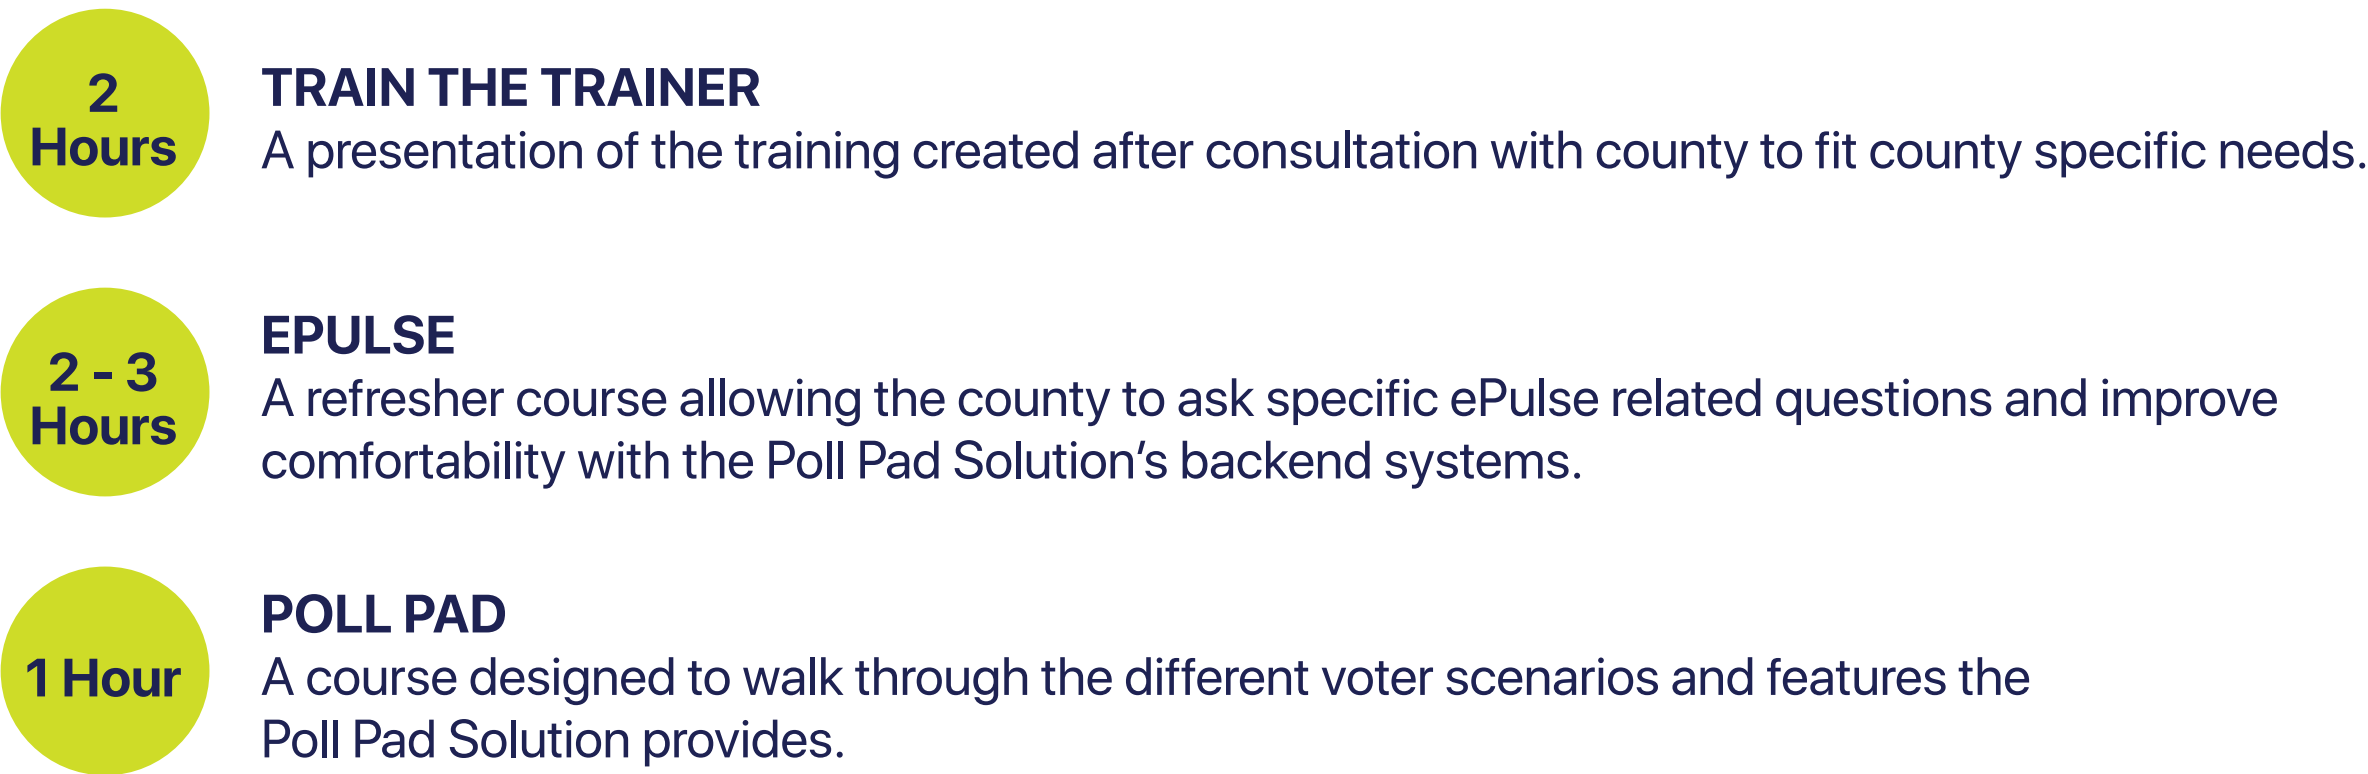 2
Hours
TRAIN THE TRAINER
A presentation of the training created after consultation with county to fit county specific needs.
2 - 3
Hours
EPULSE
A refresher course allowing the county to ask specific ePulse related questions and improve
comfortability with the Poll Pad Solution’s backend systems.
1 Hour
POLL PAD
A course designed to walk through the different voter scenarios and features the
Poll Pad Solution provides.